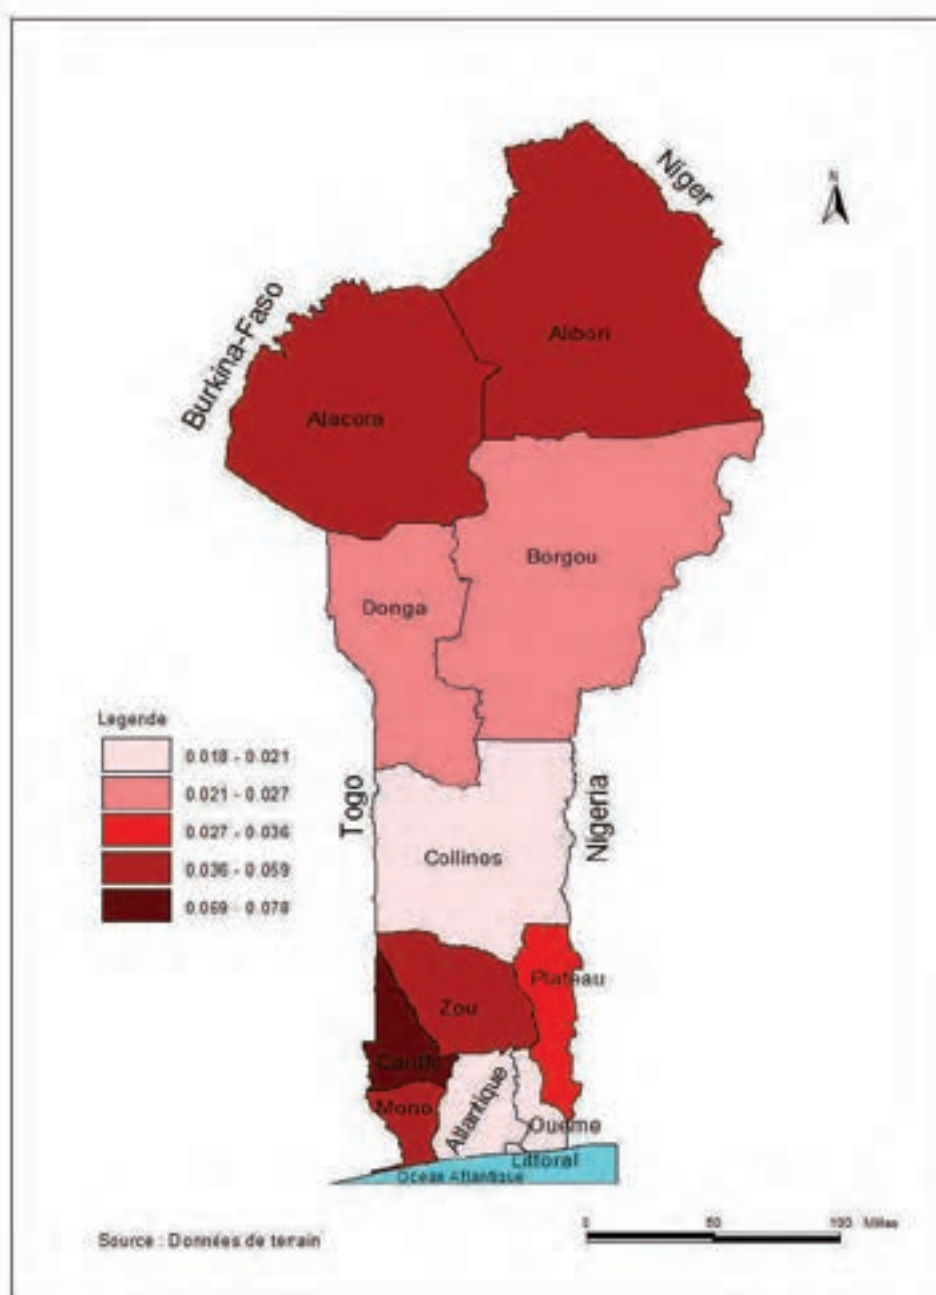 N
Niger
Burkina-Faso
Alibori
Atacora
Borgou
Donga
Legende
0.018 - 0.021
0.021 - 0.027
0.027 - 0.036
0.036 - 0.059
0.059 - 0.078
Togo
Nigeria
Collines
Plateau
Zou
Couffo
Mono
Atlantique
Oueme
Littoral
Ocean Atlantique
Source : Données de terrain
0 50 100 Miles